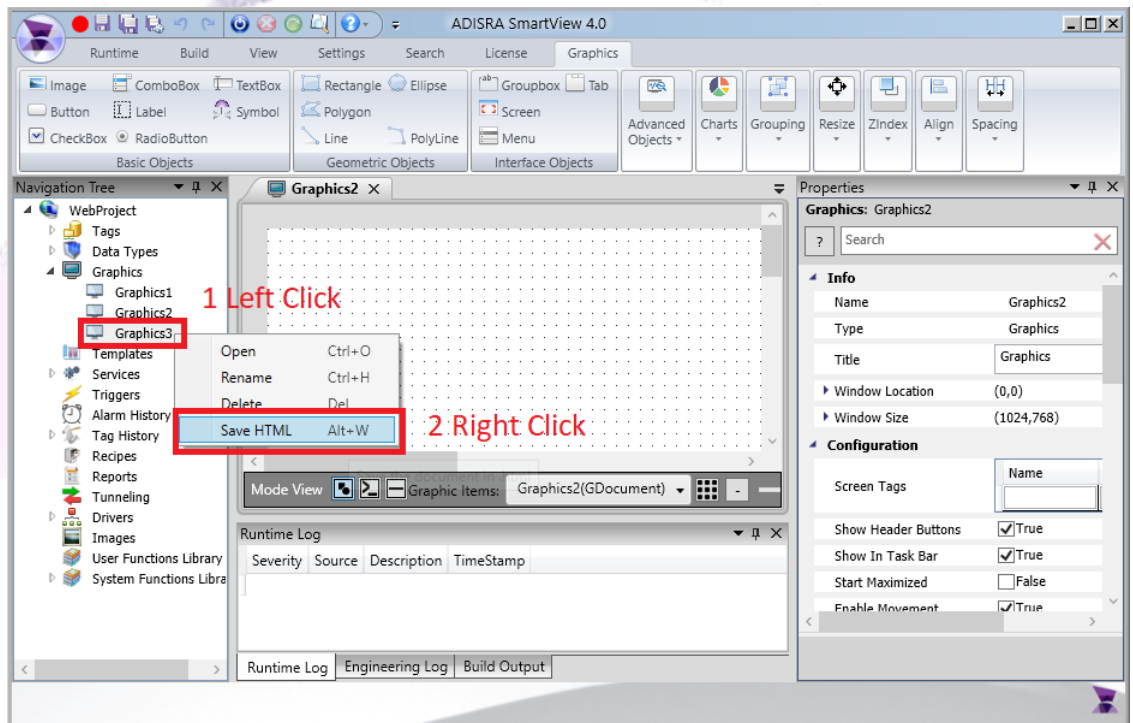 ADISRA SmartView 4.0
Runtime Build View Settings Search License Graphics
Image ComboBox TextBox
Button Label Symbol
CheckBox RadioButton
Basic Objects
Rectangle Ellipse
Polygon
Line PolyLine
Geometric Objects
Groupbox Tab
Screen
Menu
Interface Objects
Advanced
Objects
Charts
Grouping
Resize
ZIndex
Align
Spacing
Navigation Tree
WebProject
Tags
Data Types
Graphics
Graphics1
Graphics2
Graphics3
Templates
Services
Triggers
Alarm History
Tag History
Recipes
Reports
Tunneling
Drivers
Images
User Functions Library
System Functions Libra
1 Left Click
Open Ctrl+O
Rename Ctrl+H
Delete Del
Save HTML Alt+W
2 Right Click
Graphics2
Save the document in .html
Mode View Graphic Items: Graphics2(GDocument)
Runtime Log
Severity Source Description TimeStamp
Runtime Log Engineering Log Build Output
Properties
Graphics: Graphics2
? Search
Info
Name Graphics2
Type Graphics
Title Graphics
Window Location (0,0)
Window Size (1024,768)
Configuration
Screen Tags Name
Show Header Buttons True
Show In Task Bar True
Start Maximized False
Enable Movement True